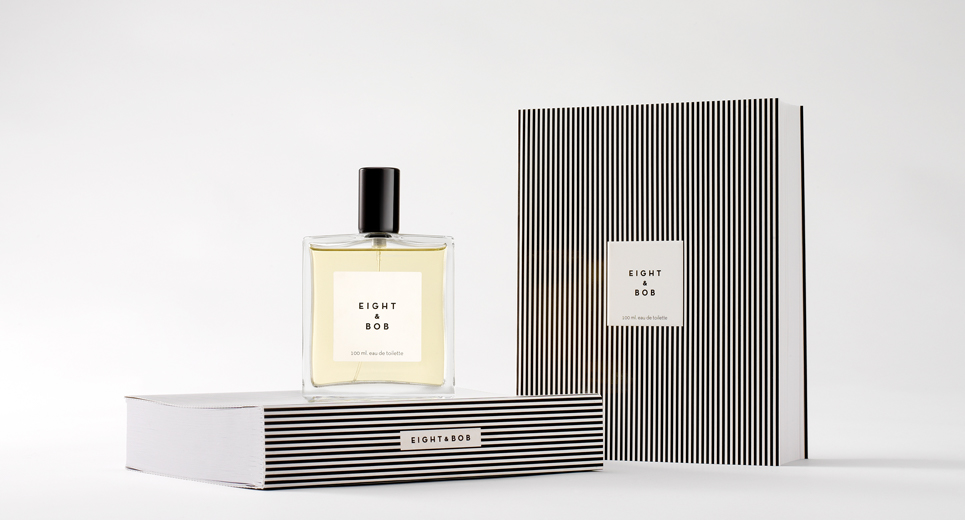 EIGHT
&
BOB
100 ml. eau de toilette
EIGHT & BOB
EIGHT
&
BOB
100 ml. eau de toilette